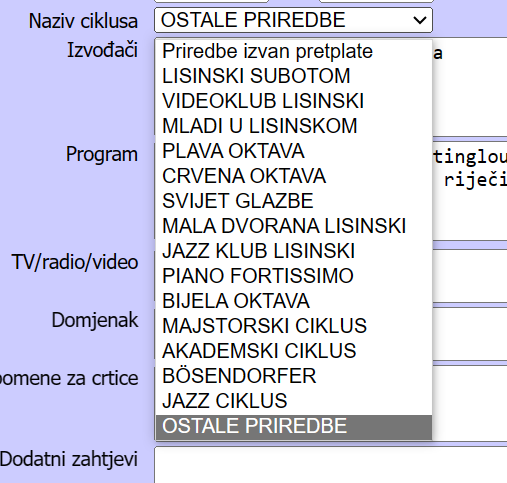 Naziv ciklusa OSTALE PRIREDBE
Izvođači
Priredbe izvan pretplate
LISINSKI SUBOTOM
VIDEOKLUB LISINSKI
MLADI U LISINSKOM
Program
PLAVA OKTAVA
CRVENA OKTAVA
riječi
SVIJET GLAZBE
MALA DVORANA LISINSKI
JAZZ KLUB LISINSKI
TV/radio/video
PIANO FORTISSIMO
BIJELA OKTAVA
Domjenak
MAJSTORSKI CIKLUS
AKADEMSKI CIKLUS
za crtice
BÖSENDORFER
JAZZ CIKLUS
OSTALE PRIREDBE
Dodatni zahtjevi